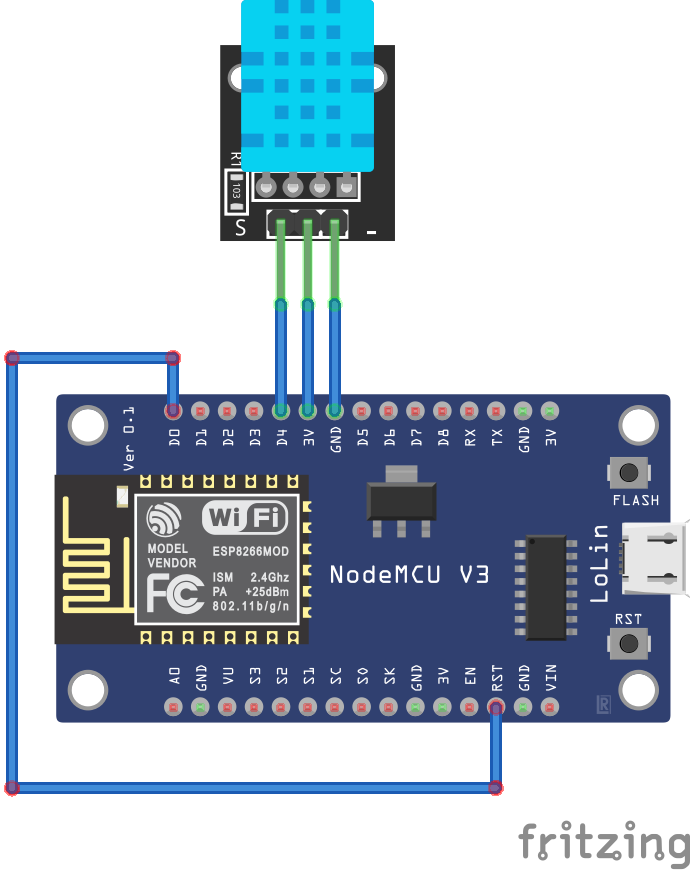 R1
103
S
-
Ver 0.1
D0
D1
D2
D3
D4
3V
GND
D5
D6
D7
D8
RX
TX
GND
3V
FLASH
WiFi
MODEL
VENDOR
ESP8266MOD
FC
ISM 2.4Ghz
PA +25dBm
802.11b/g/n
NodeMCU V3
LoLin
RST
A0
GND
VU
S3
S2
S1
SC
S0
SK
GND
3V
EN
RST
GND
VIN
R
fritzing